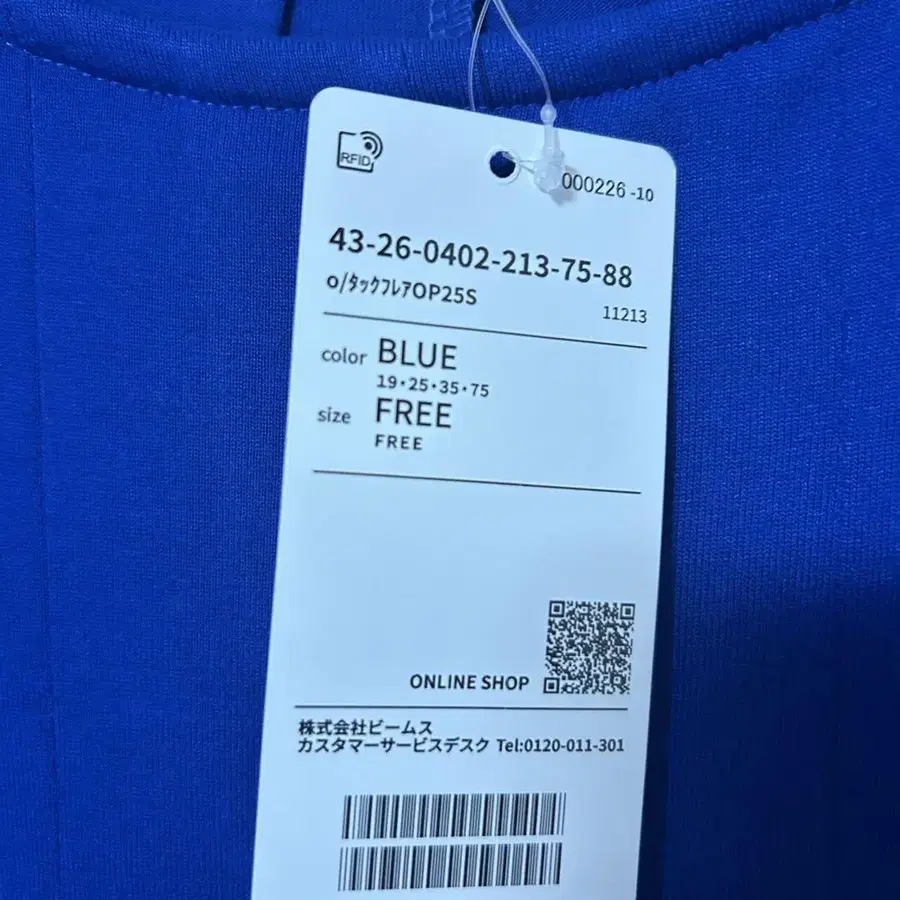 RFID
000226 -10
43-26-0402-213-75-88
o/ﾀｯｸﾌﾚｱOP25S
11213
color BLUE
19・25・35・75
size FREE
FREE
ONLINE SHOP
株式会社ビームス
カスタマーサービスデスク Tel:0120-011-301